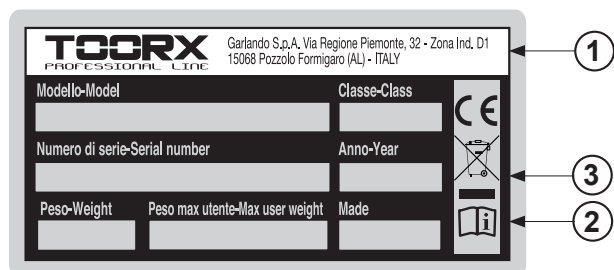 TOORX
PROFESSIONAL LINE
Garlando S.p.A. Via Regione Piemonte, 32 - Zona Ind. D1
15068 Pozzolo Formigaro (AL) - ITALY
1
Modello-Model
Classe-Class
CE
Numero di serie-Serial number
Anno-Year
3
Peso-Weight
Peso max utente-Max user weight
Made
i
2